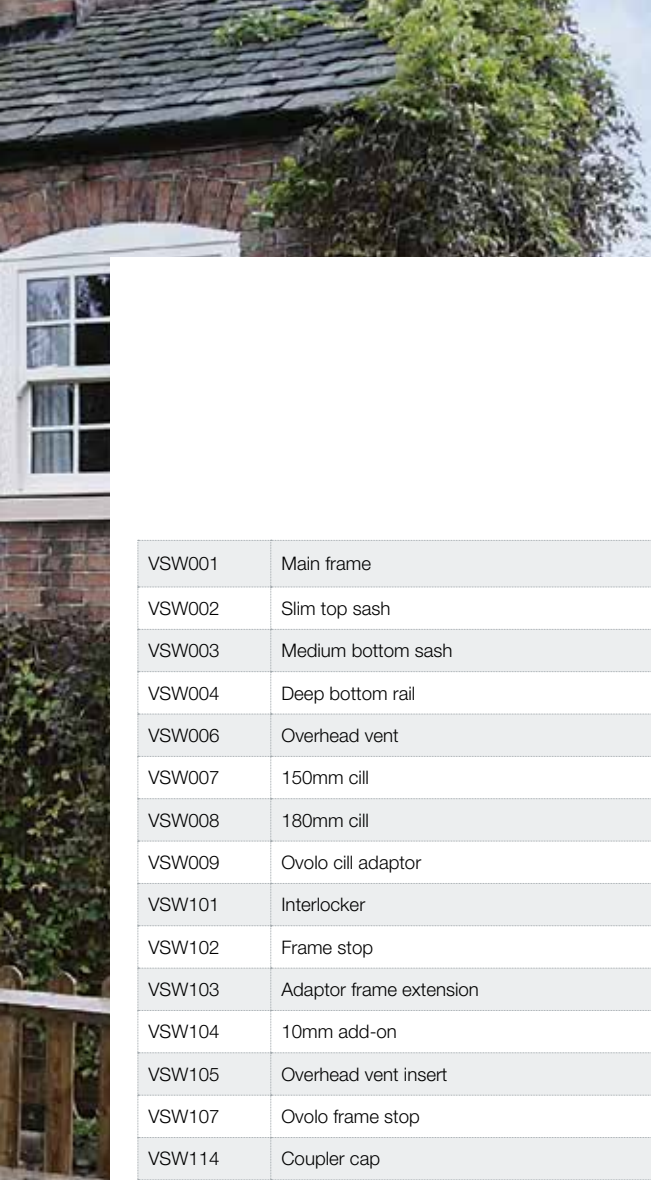 VSW001 Main frame
VSW002 Slim top sash
VSW003 Medium bottom sash
VSW004 Deep bottom rail
VSW006 Overhead vent
VSW007 150mm cill
VSW008 180mm cill
VSW009 Ovolo cill adaptor
VSW101 Interlocker
VSW102 Frame stop
VSW103 Adaptor frame extension
VSW104 10mm add-on
VSW105 Overhead vent insert
VSW107 Ovolo frame stop
VSW114 Coupler cap